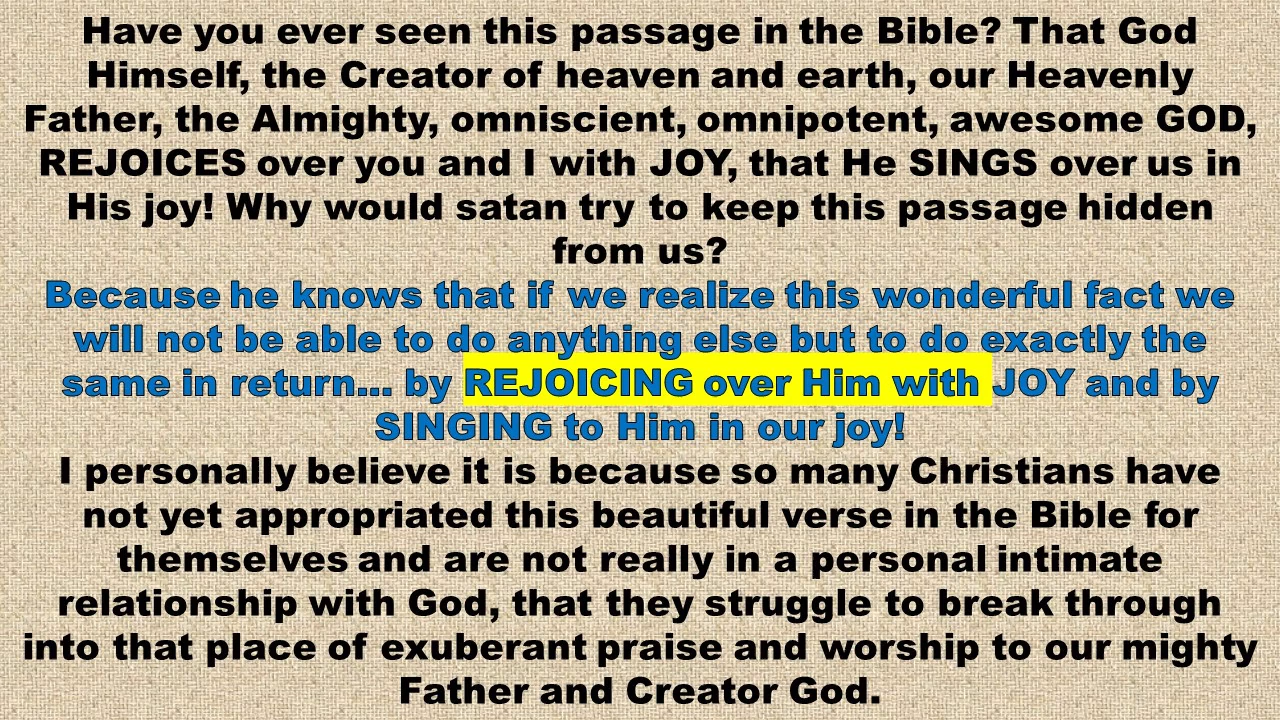 Have you ever seen this passage in the Bible? That God
Himself, the Creator of heaven and earth, our Heavenly
Father, the Almighty, omniscient, omnipotent, awesome GOD,
REJOICES over you and I with JOY, that He SINGS over us in
His joy! Why would satan try to keep this passage hidden
from us?
Because he knows that if we realize this wonderful fact we
will not be able to do anything else but to do exactly the
same in return... by REJOICING over Him with JOY and by
SINGING to Him in our joy!
I personally believe it is because so many Christians have
not yet appropriated this beautiful verse in the Bible for
themselves and are not really in a personal intimate
relationship with God, that they struggle to break through
into that place of exuberant praise and worship to our mighty
Father and Creator God.